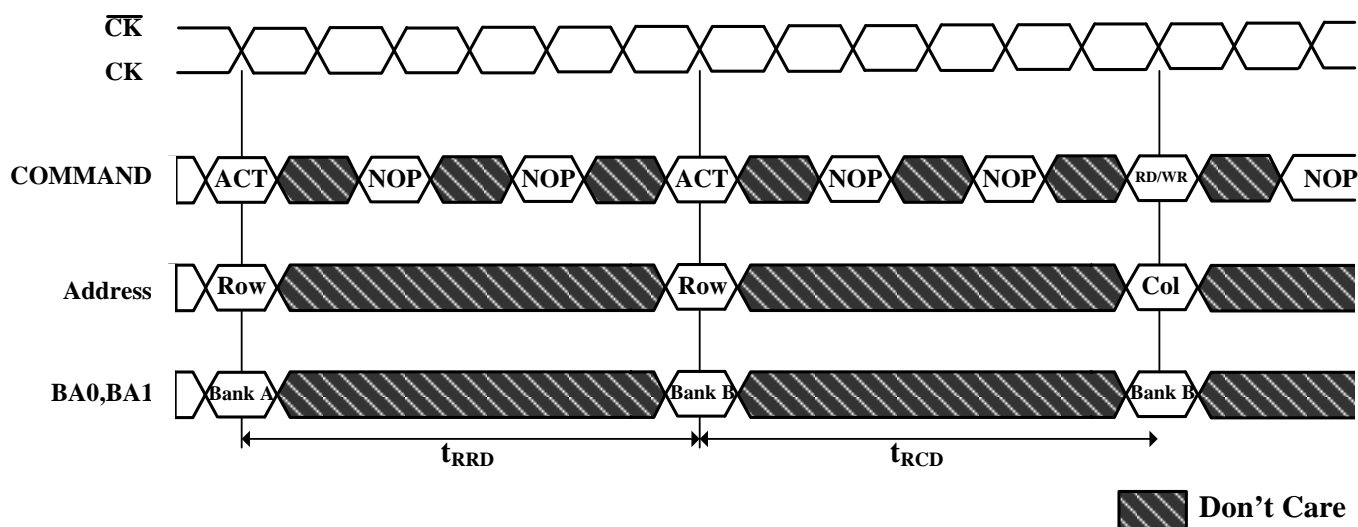 CK
CK
COMMAND ACT NOP NOP ACT NOP NOP RD/WR NOP
Address Row Row Col
BA0,BA1 Bank A Bank B Bank B
tRRD tRCD
Don't Care